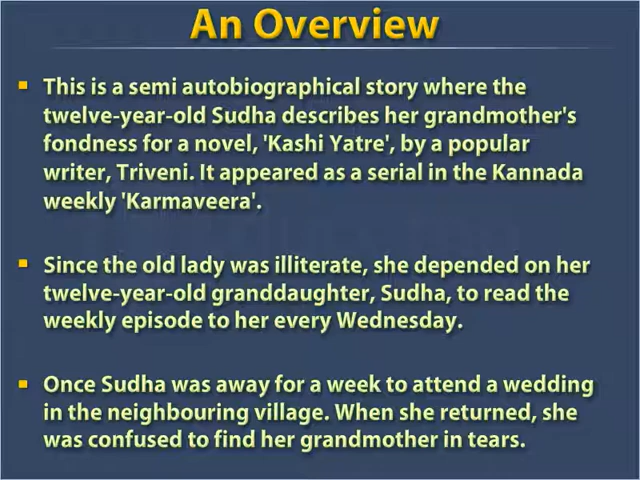 An Overview
This is a semi autobiographical story where the
twelve-year-old Sudha describes her grandmother's
fondness for a novel, 'Kashi Yatre', by a popular
writer, Triveni. It appeared as a serial in the Kannada
weekly 'Karmaveera'.
Since the old lady was illiterate, she depended on her
twelve-year-old granddaughter, Sudha, to read the
weekly episode to her every Wednesday.
Once Sudha was away for a week to attend a wedding
in the neighbouring village. When she returned, she
was confused to find her grandmother in tears.